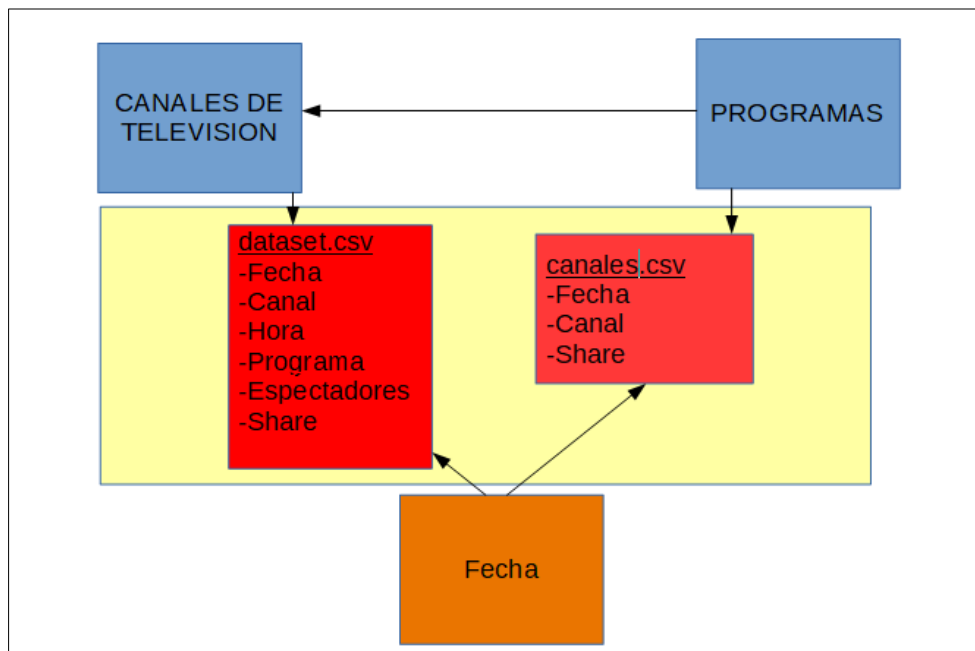 CANALES DE
TELEVISION
PROGRAMAS
dataset.csv
-Fecha
-Canal
-Hora
-Programa
-Espectadores
-Share
canales.csv
-Fecha
-Canal
-Share
Fecha